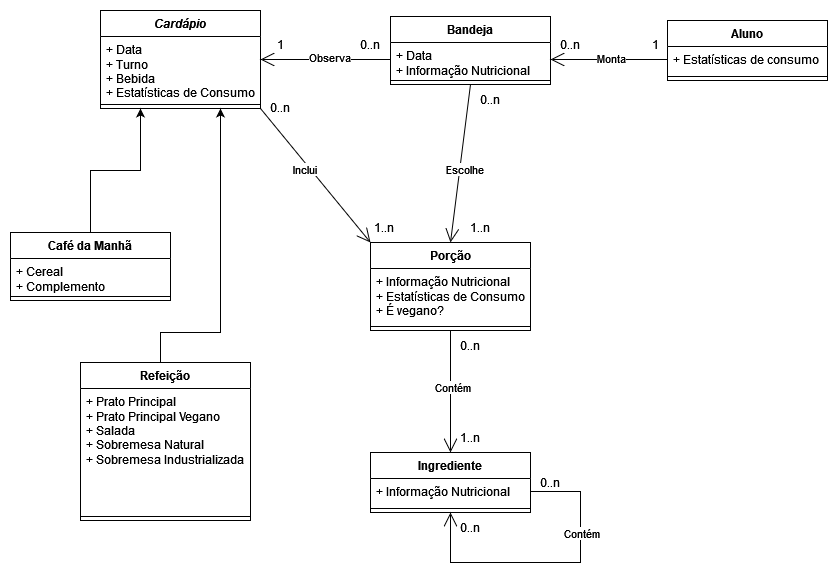 Cardápio
+ Data
+ Turno
+ Bebida
+ Estatísticas de Consumo
1
Observa
0..n
Bandeja
+ Data
+ Informação Nutricional
0..n
Monta
1
Aluno
+ Estatísticas de consumo
0..n
Inclui
1..n
0..n
Escolhe
1..n
Café da Manhã
+ Cereal
+ Complemento
Porção
+ Informação Nutricional
+ Estatísticas de Consumo
+ É vegano?
0..n
Contém
1..n
Refeição
+ Prato Principal
+ Prato Principal Vegano
+ Salada
+ Sobremesa Natural
+ Sobremesa Industrializada
Ingrediente
+ Informação Nutricional
0..n
Contém
0..n